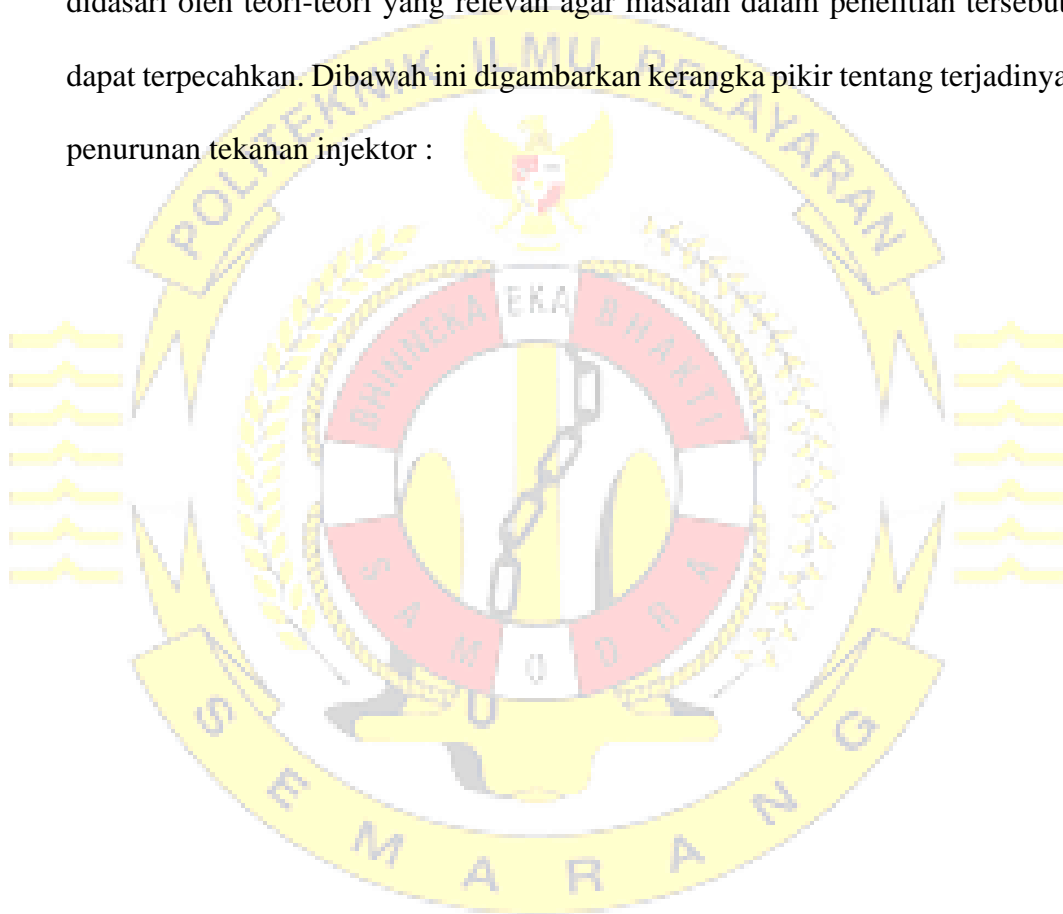 didasari oleh teori-teori yang relevan agar masalah dalam penelitian tersebut
dapat terpecahkan. Dibawah ini digambarkan kerangka pikir tentang terjadinya
penurunan tekanan injektor :
POLITEKNIK ILMU PELAYARAN
BHINNEKA EKA BHAKTI
SAMODRA
SEMARANG